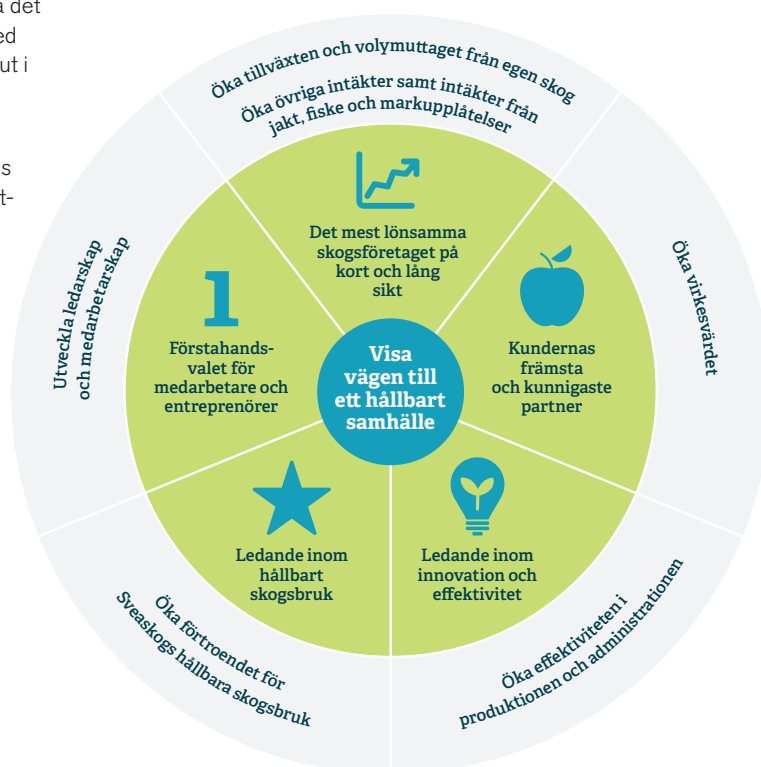 a det
ed
ut i
s
t-
Öka tillväxten och volymuttaget från egen skog
Öka övriga intäkter samt intäkter från
jakt, fiske och markupplåtelser
Det mest lönsamma
skogsföretaget på
kort och lång
sikt
Öka virkesvärdet
Kundernas
främsta
och kunnigaste
partner
Öka effektiviteten i
produktionen och administrationen
Ledande inom
innovation och
effektivitet
Öka förtroendet för
Sveaskogs hållbara skogsbruk
Ledande inom
hållbart
skogsbruk
Utveckla ledarskap
och medarbetarskap
1
Förstahands-
valet för
medarbetare och
entreprenörer
Visa
vägen till
ett hållbart
samhälle